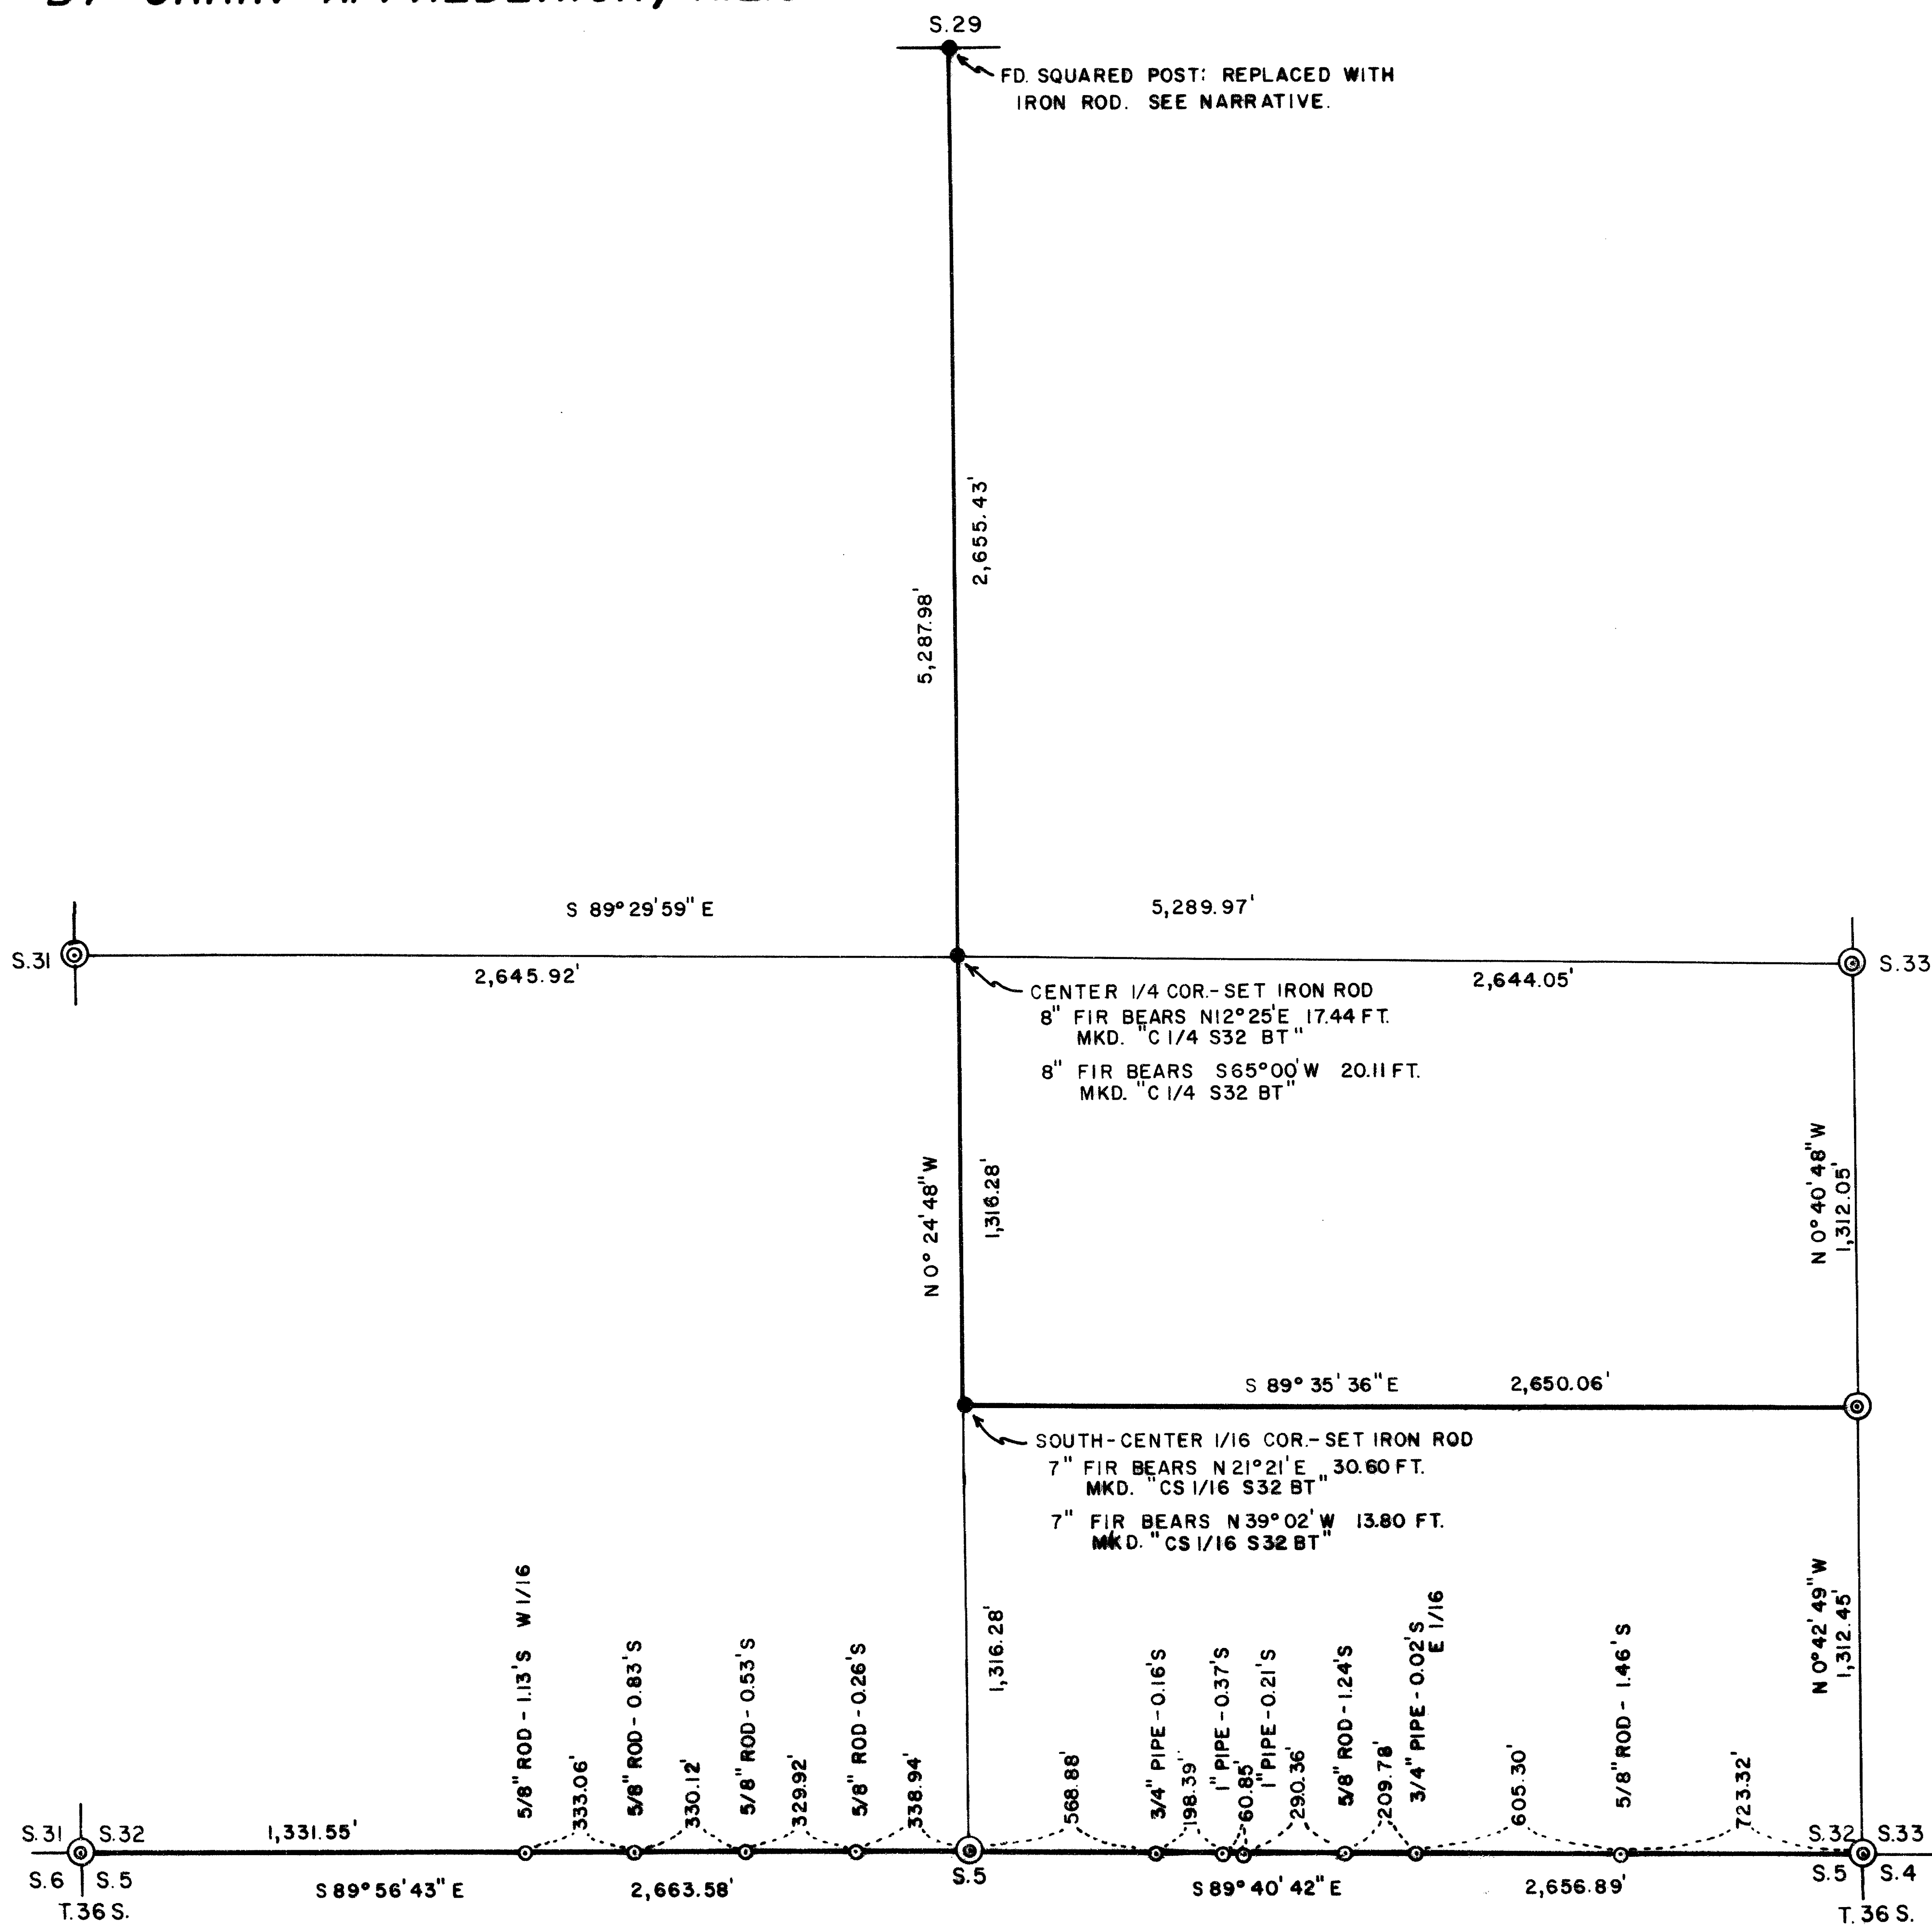 S.29
FD. SQUARED POST: REPLACED WITH
IRON ROD. SEE NARRATIVE.
2,655.43'
5,287.98'
S 89° 29' 59" E
5,289.97'
S.31
2,645.92'
2,644.05'
S.33
CENTER 1/4 COR.-SET IRON ROD
8" FIR BEARS N12°25'E 17.44 FT.
MKD. "C 1/4 S32 BT"
8" FIR BEARS S65°00'W 20.11 FT.
MKD. "C 1/4 S32 BT"
N 0° 24' 48" W
1,316.28'
N 0° 40' 48" W
1,312.05'
S 89° 35' 36" E
2,650.06'
SOUTH-CENTER 1/16 COR.-SET IRON ROD
7" FIR BEARS N 21°21'E 30.60 FT.
MKD. "CS 1/16 S32 BT"
7" FIR BEARS N 39° 02' W 13.80 FT.
MKD. "CS 1/16 S32 BT"
5/8" ROD - 1.13'S W 1/16
333.06'
5/8" ROD - 0.83'S
330.12'
5/8" ROD - 0.53'S
329.92'
5/8" ROD - 0.26'S
338.94'
1,316.28'
568.88'
3/4" PIPE - 0.16'S
198.39'
1" PIPE - 0.37'S
60.85'
1" PIPE - 0.21'S
290.36'
5/8" ROD - 1.24'S
209.78'
3/4" PIPE - 0.02'S
E 1/16
605.30'
5/8" ROD - 1.46'S
723.32'
N 0° 42' 49" W
1,312.45'
S.31 S.32
1,331.55'
S.32 S.33
S.6 S.5
S.5
S.5 S.4
S 89° 56' 43" E
2,663.58'
S 89° 40' 42" E
2,656.89'
T. 36 S.
T. 36 S.